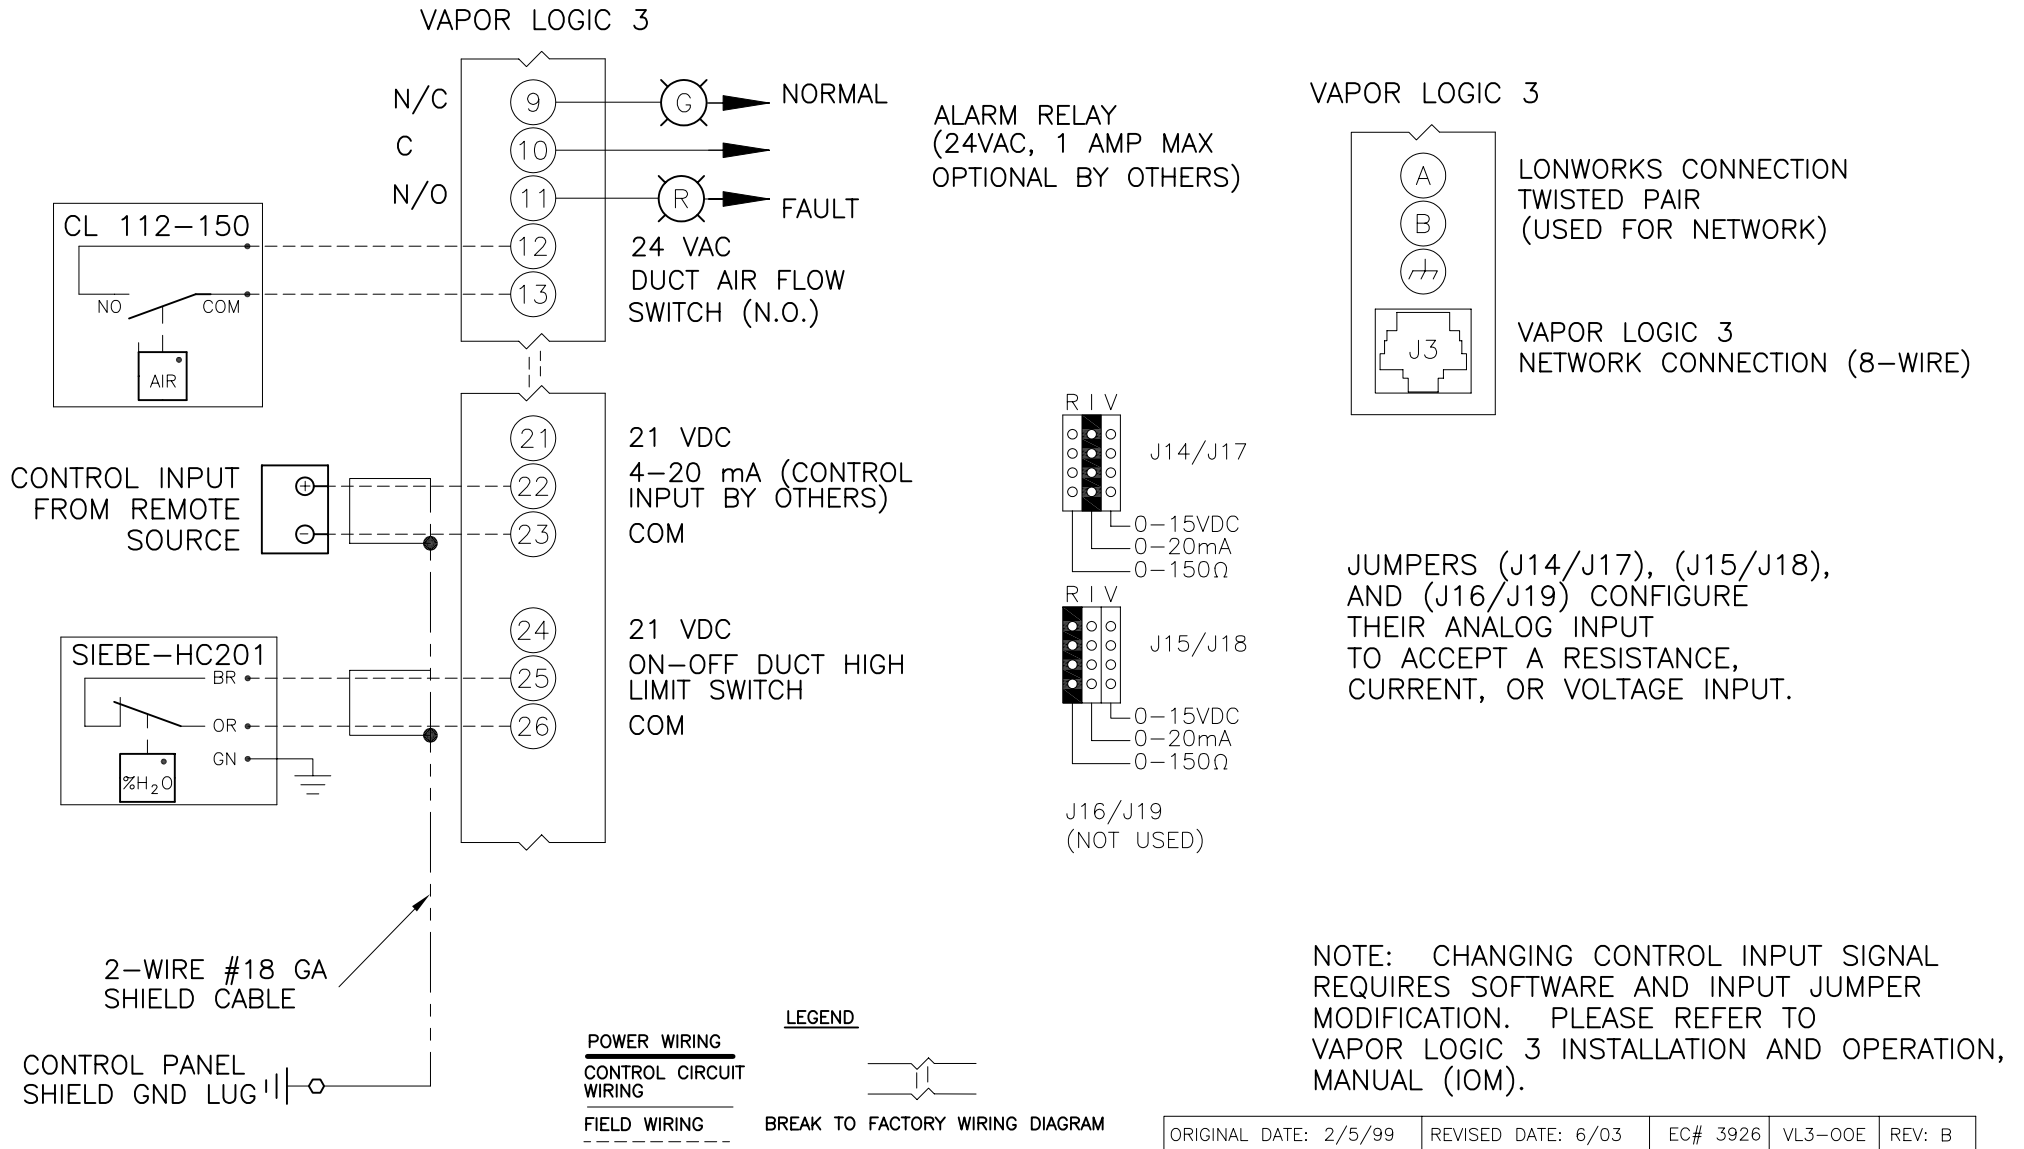 VAPOR LOGIC 3
N/C
9
G
NORMAL
C
10
N/O
11
R
FAULT
ALARM RELAY
(24VAC, 1 AMP MAX
OPTIONAL BY OTHERS)
CL 112-150
NO
COM
AIR
12
13
24 VAC
DUCT AIR FLOW
SWITCH (N.O.)
CONTROL INPUT
FROM REMOTE
SOURCE
+
-
21
22
23
21 VDC
4-20 mA (CONTROL
INPUT BY OTHERS)
COM
SIEBE-HC201
BR
OR
GN
%H2O
24
25
26
21 VDC
ON-OFF DUCT HIGH
LIMIT SWITCH
COM
2-WIRE #18 GA
SHIELD CABLE
CONTROL PANEL
SHIELD GND LUG
R I V
J14/J17
0-15VDC
0-20mA
0-150Ω
R I V
J15/J18
0-15VDC
0-20mA
0-150Ω
J16/J19
(NOT USED)
VAPOR LOGIC 3
A
B
LONWORKS CONNECTION
TWISTED PAIR
(USED FOR NETWORK)
J3
VAPOR LOGIC 3
NETWORK CONNECTION (8-WIRE)
JUMPERS (J14/J17), (J15/J18),
AND (J16/J19) CONFIGURE
THEIR ANALOG INPUT
TO ACCEPT A RESISTANCE,
CURRENT, OR VOLTAGE INPUT.
NOTE: CHANGING CONTROL INPUT SIGNAL
REQUIRES SOFTWARE AND INPUT JUMPER
MODIFICATION. PLEASE REFER TO
VAPOR LOGIC 3 INSTALLATION AND OPERATION,
MANUAL (IOM).
LEGEND
POWER WIRING
CONTROL CIRCUIT
WIRING
FIELD WIRING
BREAK TO FACTORY WIRING DIAGRAM
ORIGINAL DATE: 2/5/99
REVISED DATE: 6/03
EC# 3926
VL3-OOE
REV: B